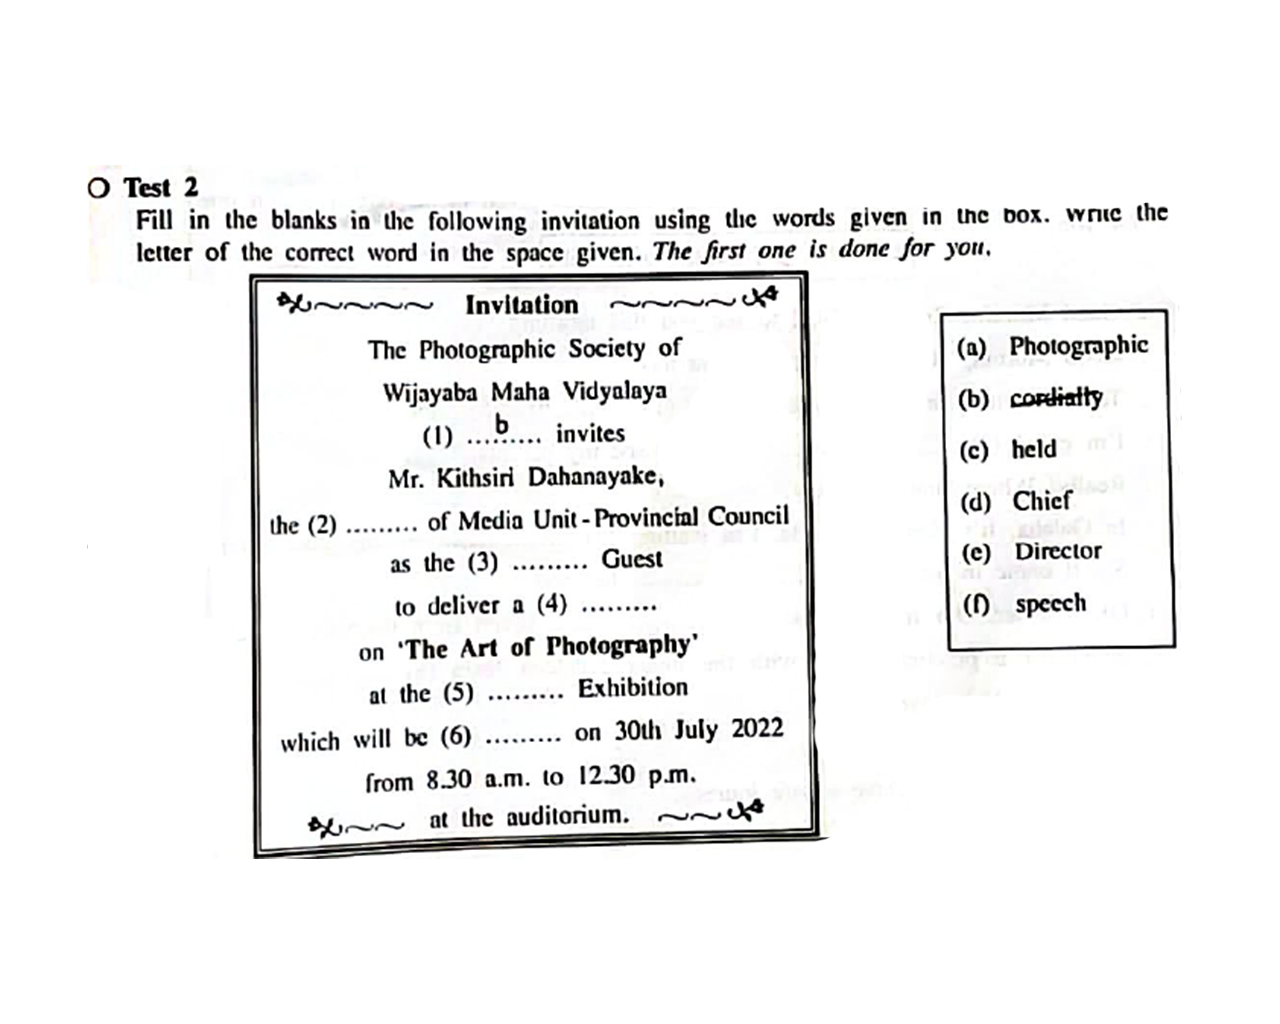 O Test 2
Fill in the blanks in the following invitation using the words given in the box. Write the
letter of the correct word in the space given. The first one is done for you.
Invitation
The Photographic Society of
Wijayaba Maha Vidyalaya
(1) ....b..... invites
Mr. Kithsiri Dahanayake,
the (2) ......... of Media Unit - Provincial Council
as the (3) ......... Guest
to deliver a (4) .........
on 'The Art of Photography'
at the (5) ......... Exhibition
which will be (6) ......... on 30th July 2022
from 8.30 a.m. to 12.30 p.m.
at the auditorium.
(a) Photographic
(b) cordially
(c) held
(d) Chief
(e) Director
(f) speech